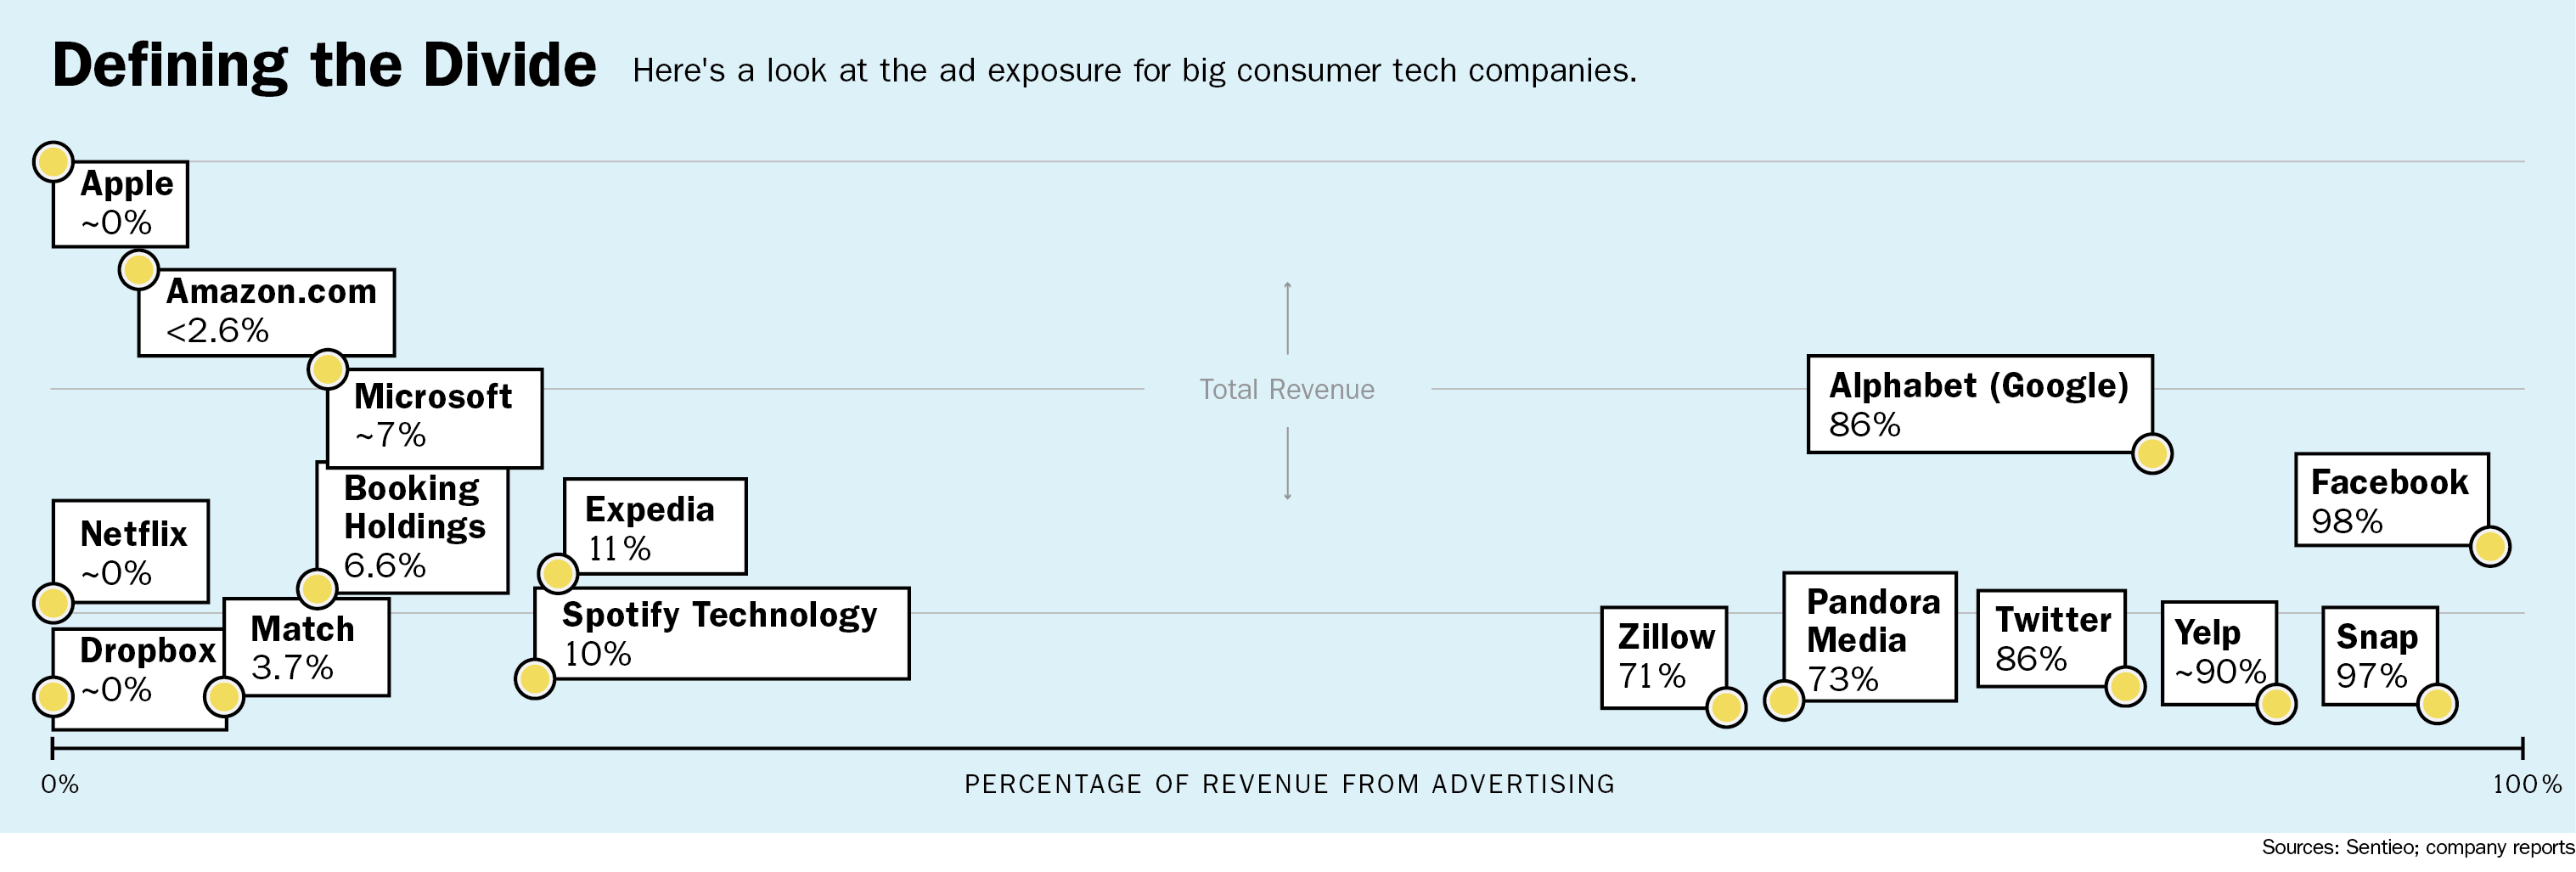 Defining the Divide
Here's a look at the ad exposure for big consumer tech companies.
Apple
~0%
Amazon.com
<2.6%
Microsoft
~7%
Total Revenue
Alphabet (Google)
86%
Facebook
98%
Netflix
~0%
Booking
Holdings
6.6%
Expedia
11%
Dropbox
~0%
Match
3.7%
Spotify Technology
10%
Zillow
71%
Pandora
Media
73%
Twitter
86%
Yelp
~90%
Snap
97%
0%
PERCENTAGE OF REVENUE FROM ADVERTISING
100%
Sources: Sentieo; company reports